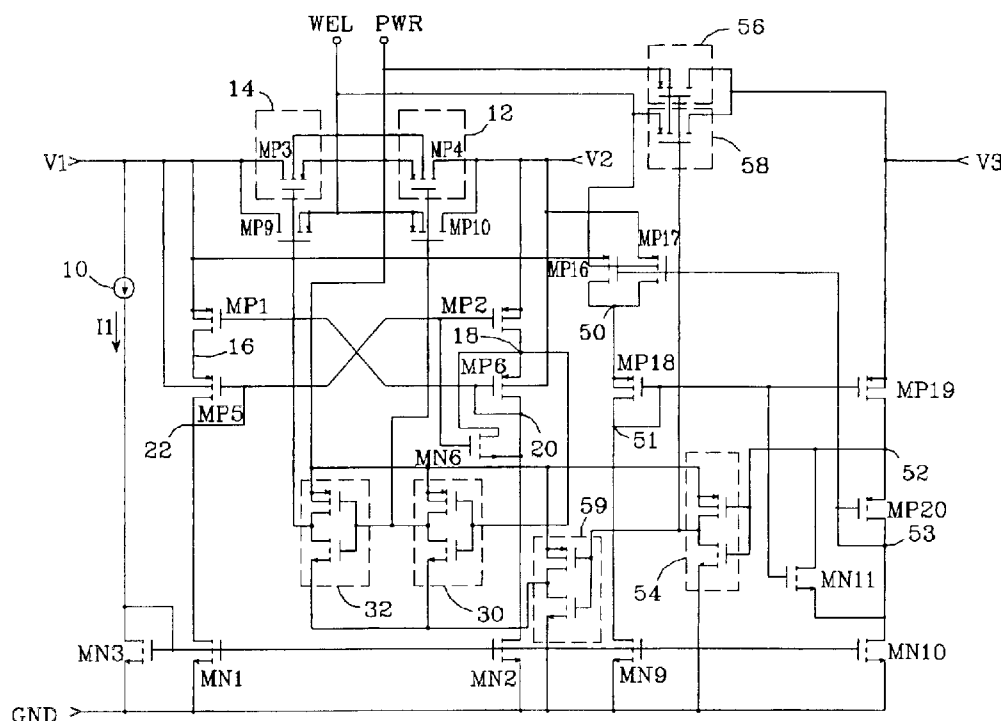 WEL PWR
56
14
12
MP3
MP4
V1
V2
58
V3
MP9
MP10
MP17
MP16
10
I1
MP1
MP2
18
50
16
MP6
MP18
MP5
MP19
22
20
51
MN6
52
59
MP20
53
MN11
32
30
54
MN3
MN1
MN2
MN9
MN10
GND